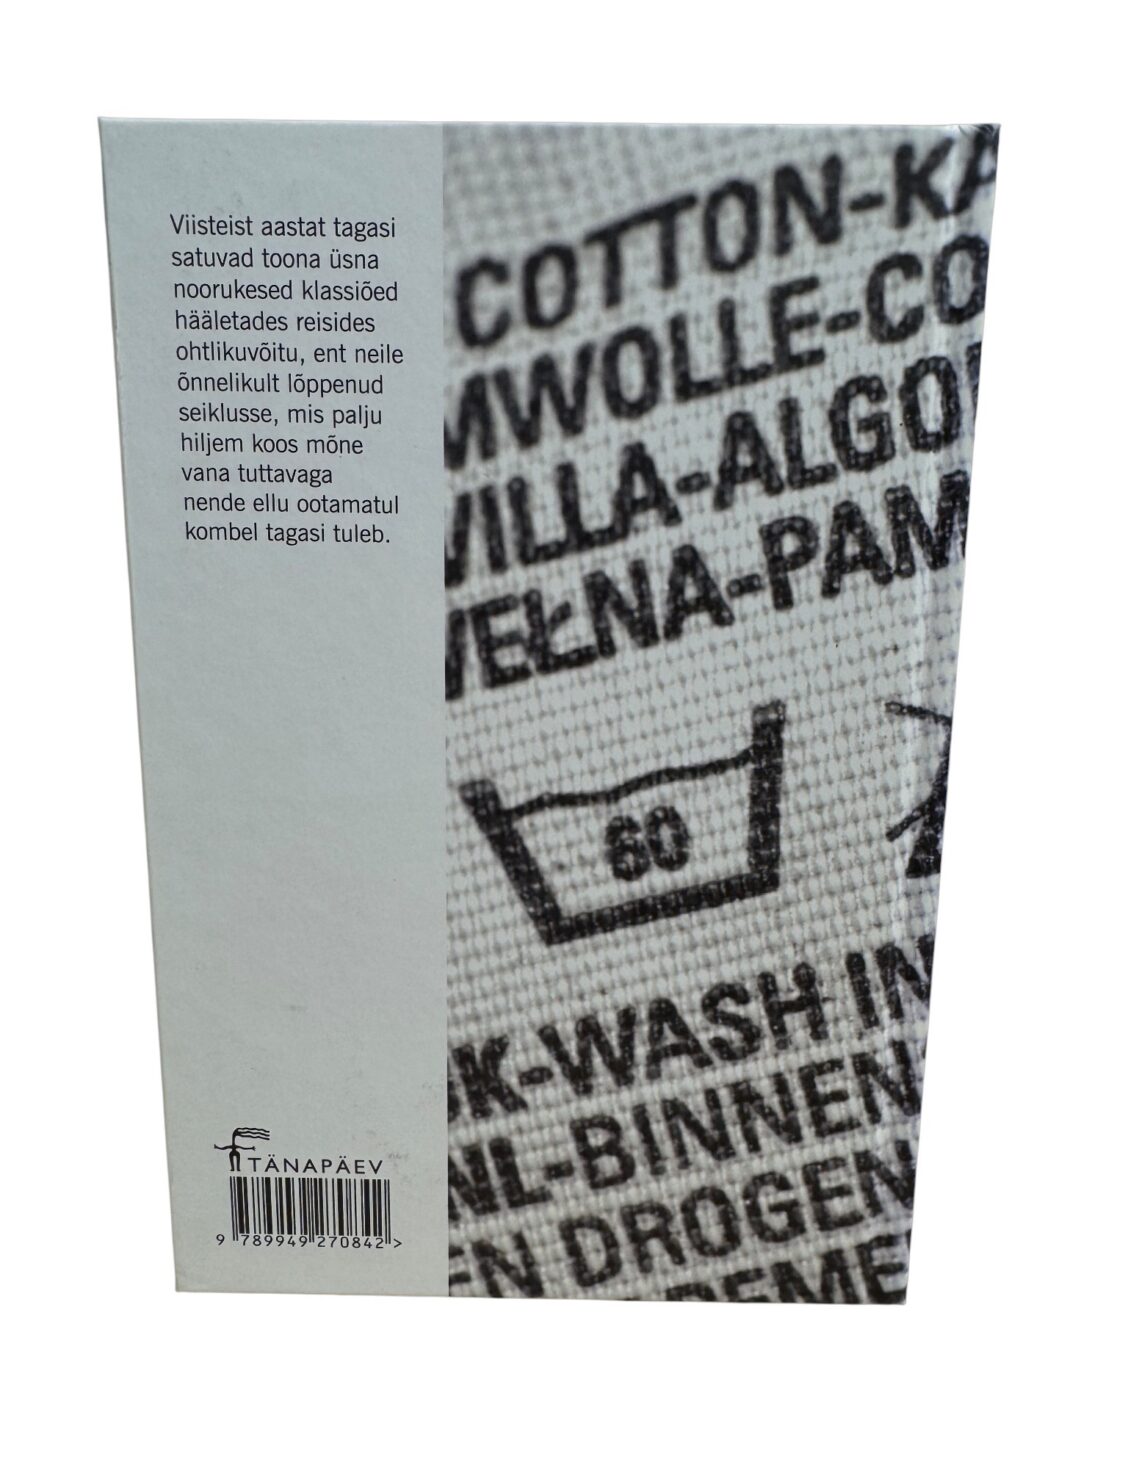 Viisteist aastat tagasi
satuvad toona üsna
noorukesed klassiõed
hääletades reisides
ohtlikuvõitu, ent neile
õnnelikult lõppenud
seiklusse, mis palju
hiljem koos mõne
vana tuttavaga
nende ellu ootamatul
kombel tagasi tuleb.
TÄNAPÄEV
9 789949 270842 >
COTTON-KA
MWOLLE-CO
VILLA-ALGO
WEŁNA-PAM
60
K-WASH IN
NL-BINNEN
EN DROGEN